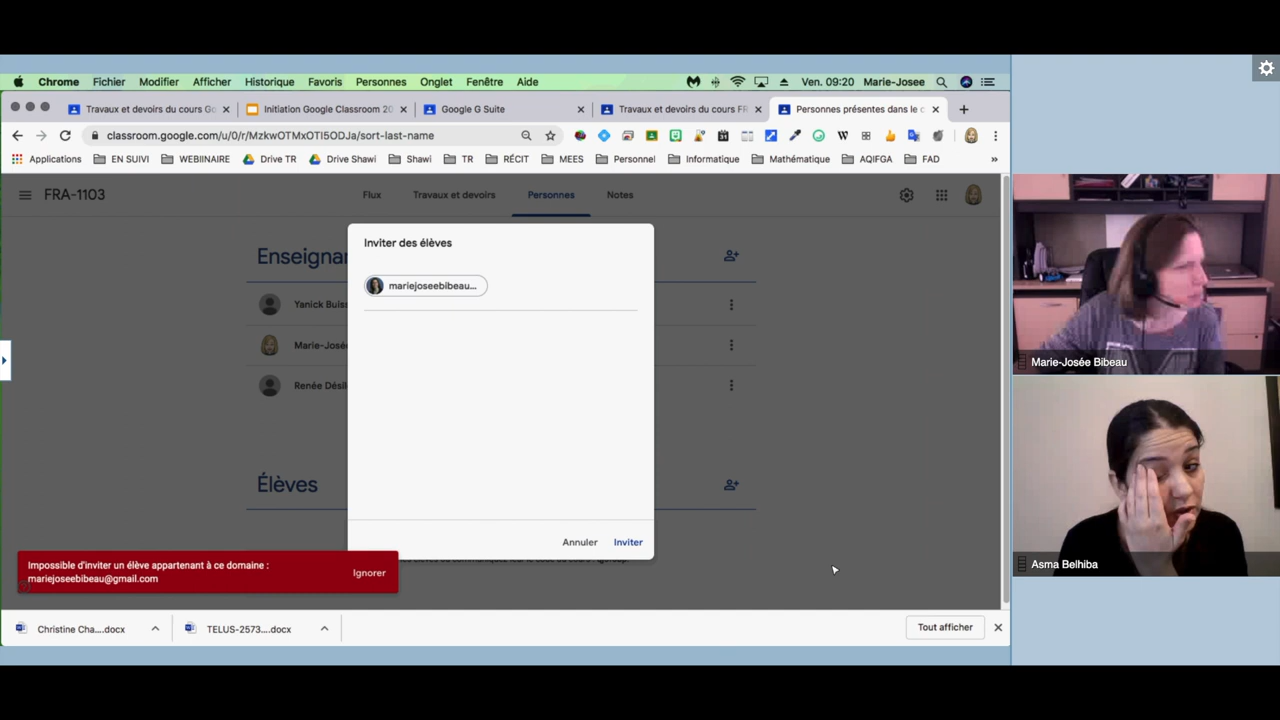 Chrome Fichier Modifier Afficher Historique Favoris Personnes Onglet Fenêtre Aide Ven. 09:20 Marie-Josee
Travaux et devoirs du cours Go Initiation Google Classroom 20 Google G Suite Travaux et devoirs du cours FR Personnes présentes dans le c
classroom.google.com/u/0/r/MzkwOTMxOTI5ODJa/sort-last-name
Applications EN SUIVI WEBIINAIRE Drive TR Drive Shawi Shawi TR RÉCIT MEES Personnel Informatique Mathématique AQIFGA FAD »
FRA-1103 Flux Travaux et devoirs Personnes Notes
Inviter des élèves
Enseigna
mariejoseebibeau...
Yanick Buis
Marie-Josée
Renée Désil
Élèves
Annuler Inviter
Impossible d'inviter un élève appartenant à ce domaine :
mariejoseebibeau@gmail.com
Ignorer
Christine Cha....docx TELUS-2573....docx Tout afficher
Marie-Josée Bibeau
Asma Belhiba